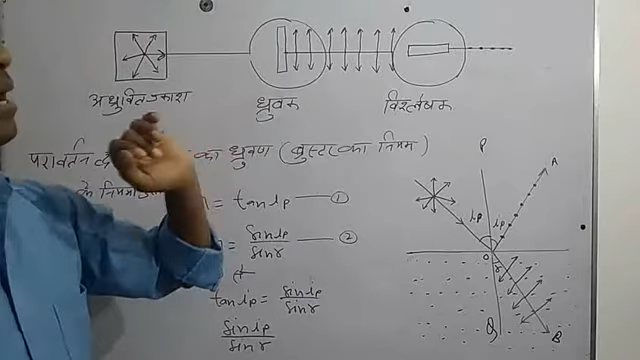 अध्रुवित प्रकाश ध्रुवक विश्लेषक
परावर्तन का ध्रुवण (ब्रुस्टर का नियम)
के नियमा
= tan ip — ①
= sin ip / sin r — ②
tan ip = sin ip / sin r
sin ip / sin r
P
A
ip ip
O
r
Q
B